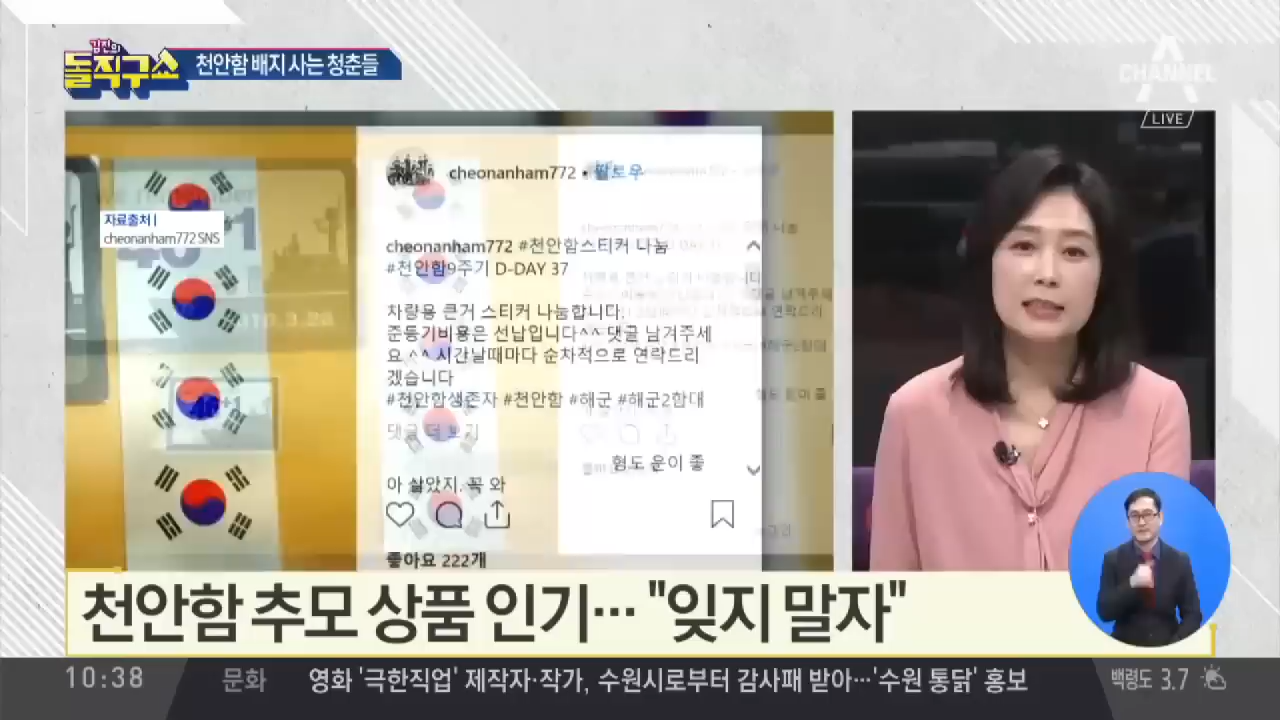 김진의
돌직구쇼
천안함 배지 사는 청춘들
CHANNEL A
LIVE
자료출처 |
cheonanham772 SNS
cheonanham772 • 팔로우
cheonanham772 #천안함스티커 나눔
#천안함9주기 D-DAY 37
차량용 큰거 스티커 나눔합니다.
준등기비용은 선납입니다^^ 댓글 남겨주세
요 ^^ 시간날때마다 순차적으로 연락드리
겠습니다
#천안함생존자 #천안함 #해군 #해군2함대
댓글 더 보기
형도 운이 좋
아 살았지. 꼭 와
좋아요 222개
천안함 추모 상품 인기… "잊지 말자"
10:38
문화
영화 '극한직업' 제작자·작가, 수원시로부터 감사패 받아…'수원 통닭' 홍보
백령도 3.7